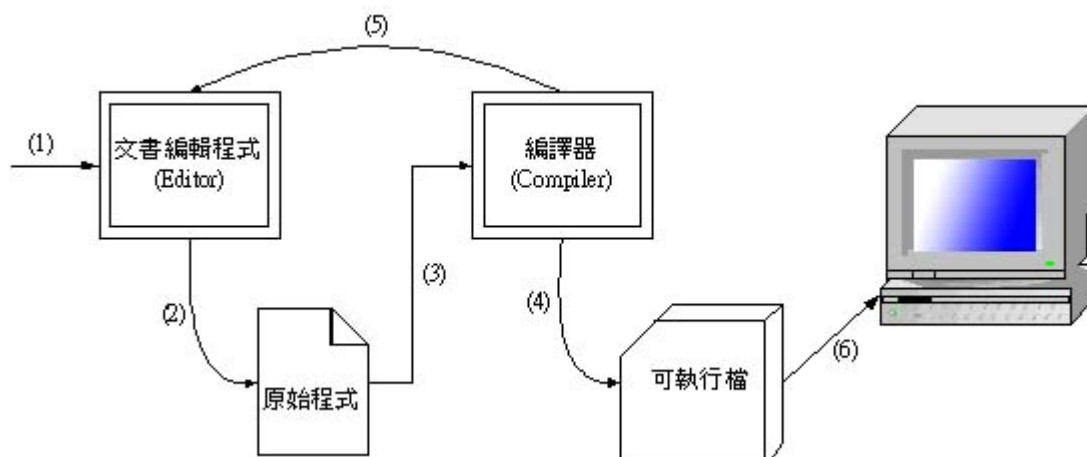 (5)
(1)
文書編輯程式
(Editor)
編譯器
(Compiler)
(2)
(3)
(4)
(6)
原始程式
可執行檔